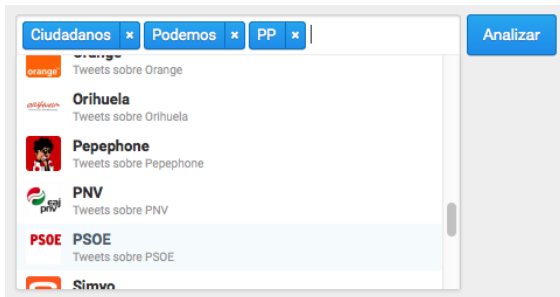 Ciudadanos × Podemos × PP × Analizar
Orange
orange Tweets sobre Orange
Orihuela
Tweets sobre Orihuela
Pepephone
Tweets sobre Pepephone
PNV
eaj pnv Tweets sobre PNV
PSOE PSOE
Tweets sobre PSOE
Simyo